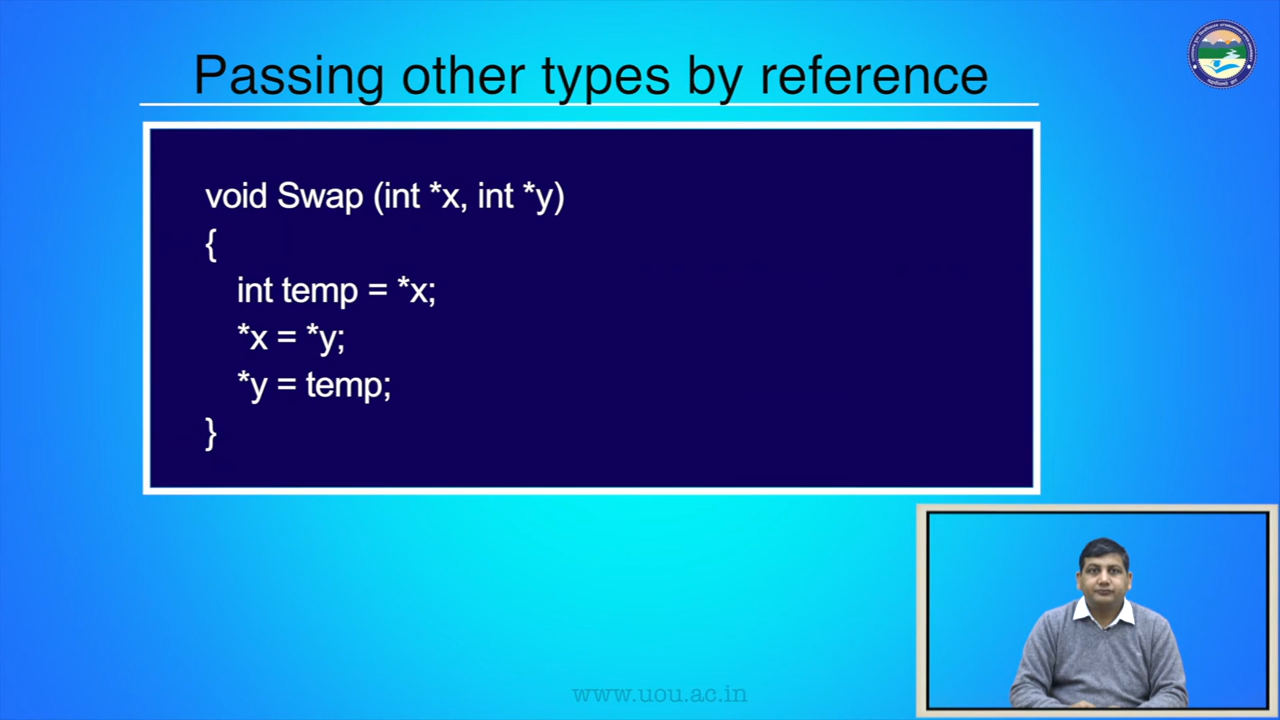 Passing other types by reference
void Swap (int *x, int *y)
{
int temp = *x;
*x = *y;
*y = temp;
}
www.uou.ac.in